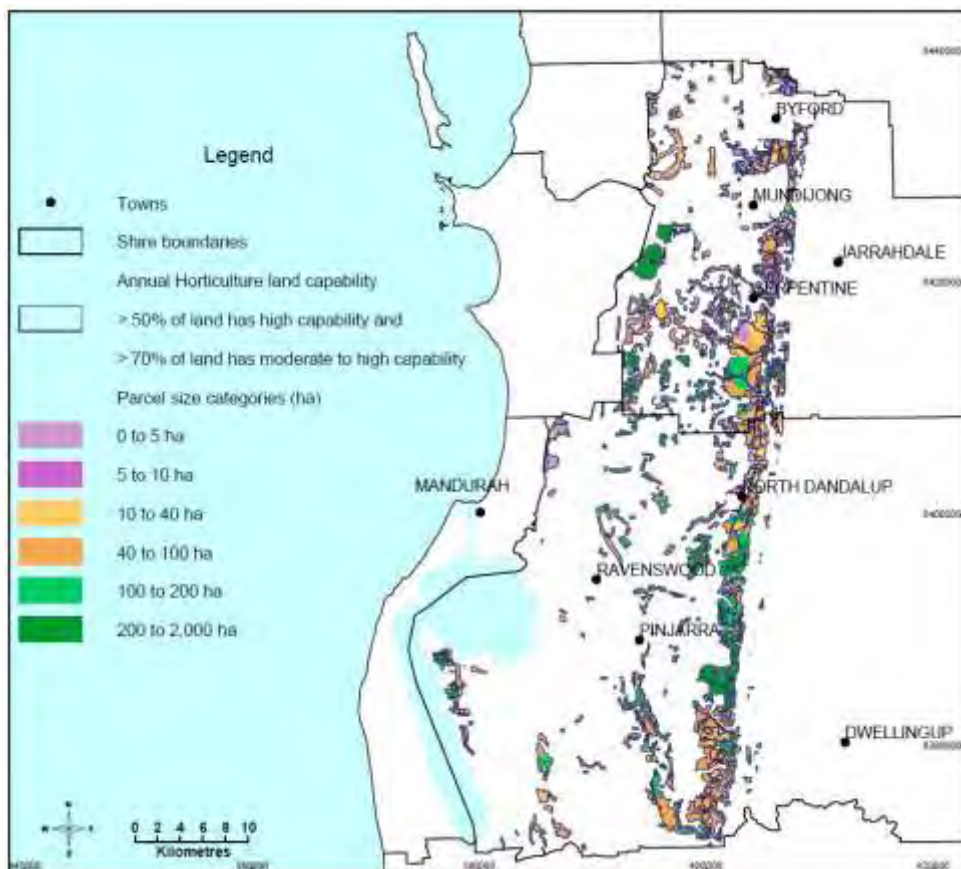 Legend
Towns
Shire boundaries
Annual Horticulture land capability
> 50% of land has high capability and
> 70% of land has moderate to high capability
Parcel size categories (ha)
0 to 5 ha
5 to 10 ha
10 to 40 ha
40 to 100 ha
100 to 200 ha
200 to 2,000 ha
BYFORD
MUNDIJONG
JARRAHDALE
SERPENTINE
MANDURAH
NORTH DANDALUP
RAVENSWOOD
PINJARRA
DWELLINGUP
0 2 4 6 8 10
Kilometres